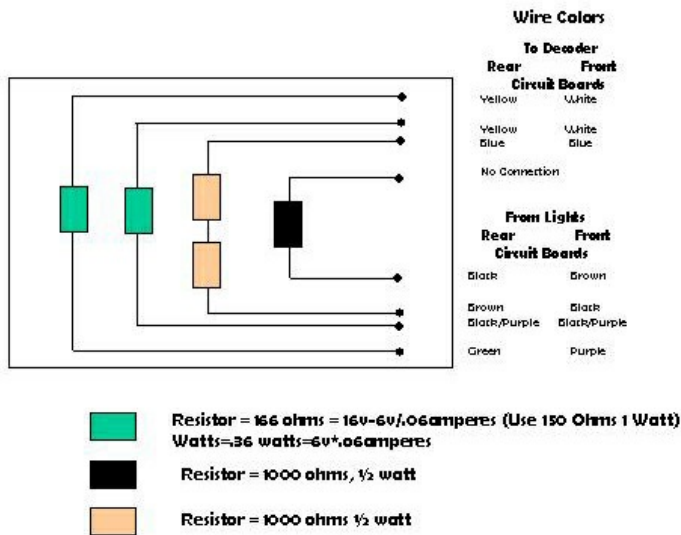 Wire Colors
To Decoder
Rear Front
Circuit Boards
Yellow White
Yellow White
Blue Blue
No Connection
From Lights
Rear Front
Circuit Boards
Black Brown
Brown Black
Black/Purple Black/Purple
Green Purple
Resistor = 166 ohms = 16v-6v/.06amperes (Use 150 Ohms 1 Watt)
Watts=.36 watts=6v*.06amperes
Resistor = 1000 ohms, ½ watt
Resistor = 1000 ohms ½ watt